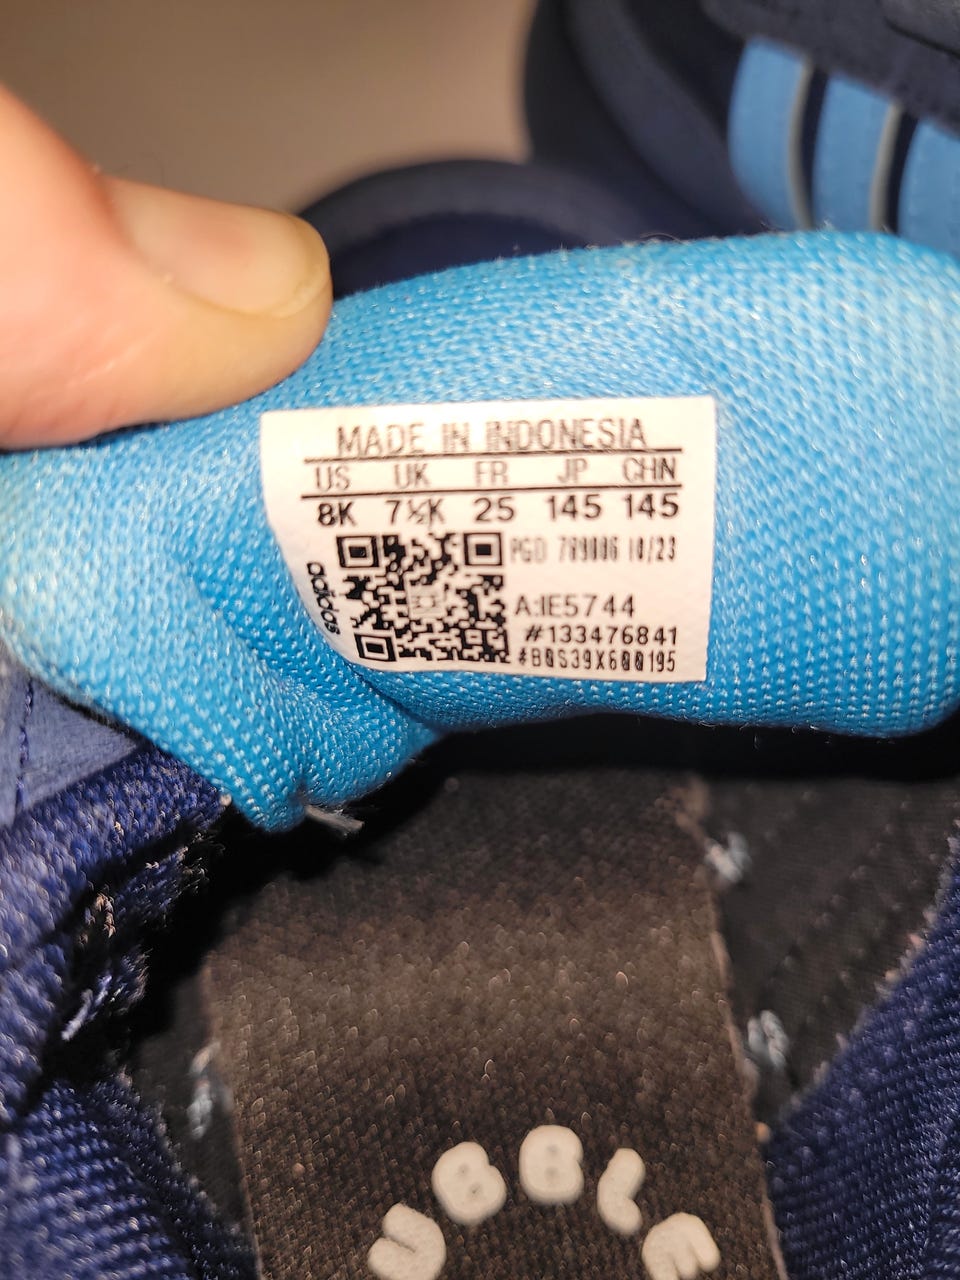 MADE IN INDONESIA
US UK FR JP CHN
8K 7½K 25 145 145
PGD 789006 10/23
adidas
A:IE5744
#133476841
#B0S39X600195